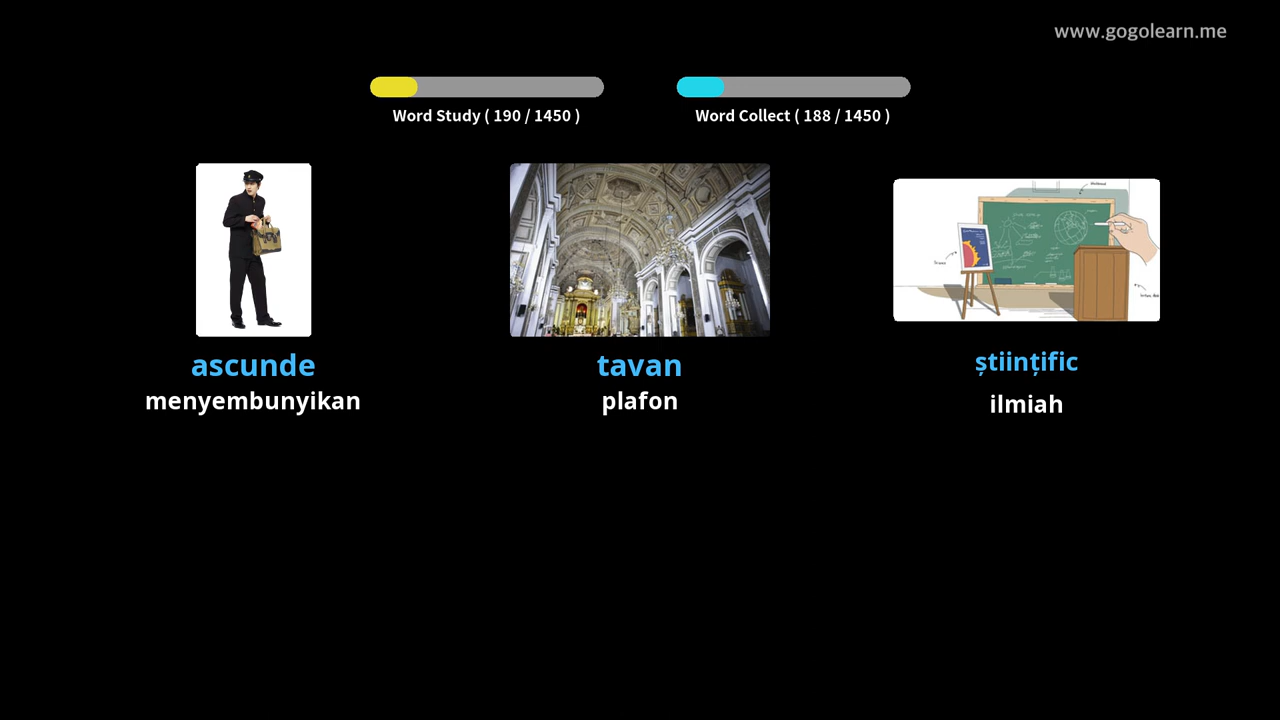 www.gogolearn.me
Word Study ( 190 / 1450 )
Word Collect ( 188 / 1450 )
ascunde
menyembunyikan
tavan
plafon
științific
ilmiah